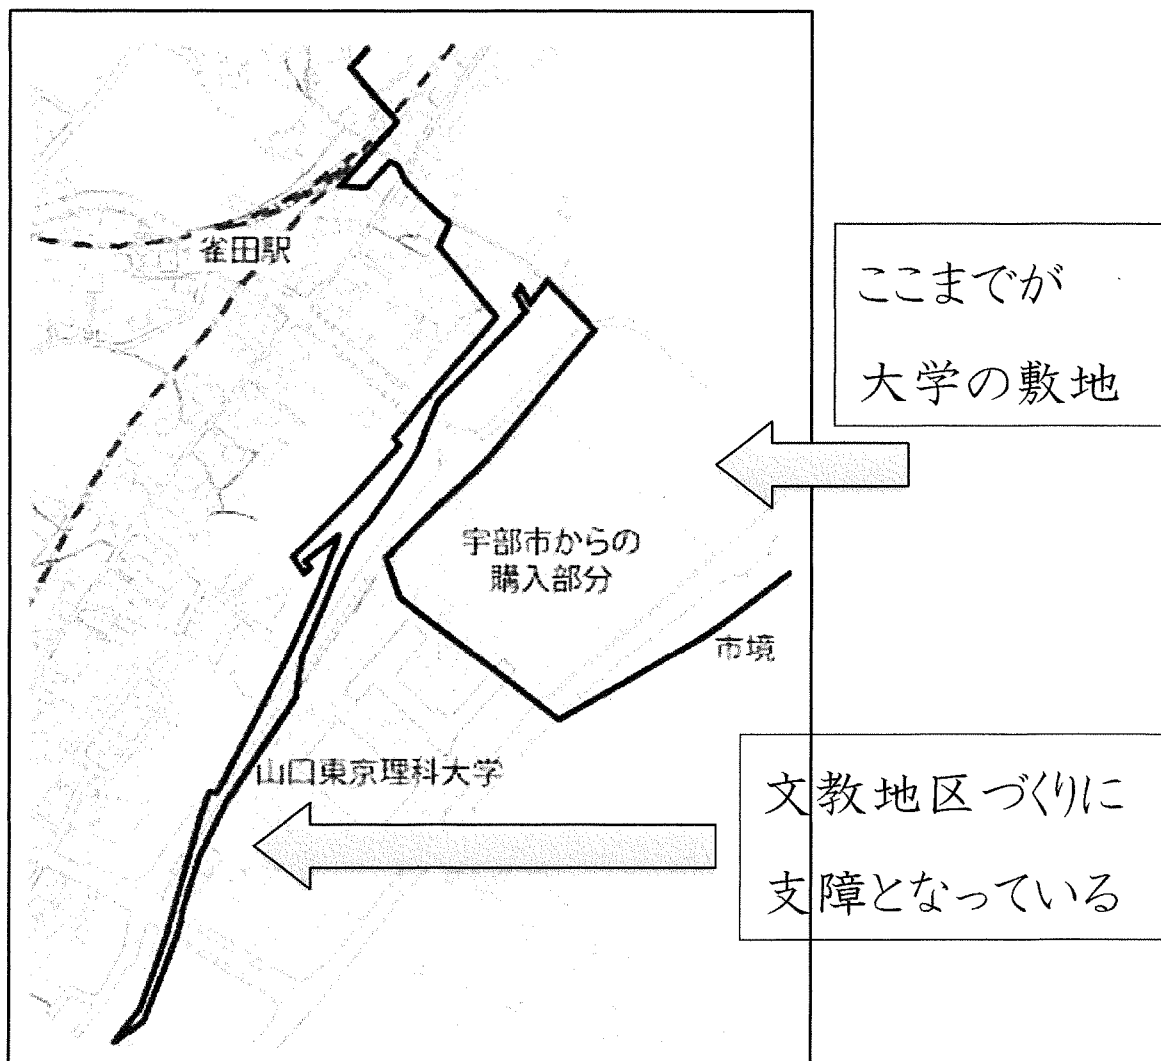 雀田駅
ここまでが
大学の敷地
宇部市からの
購入部分
市境
山口東京理科大学
文教地区づくりに
支障となっている